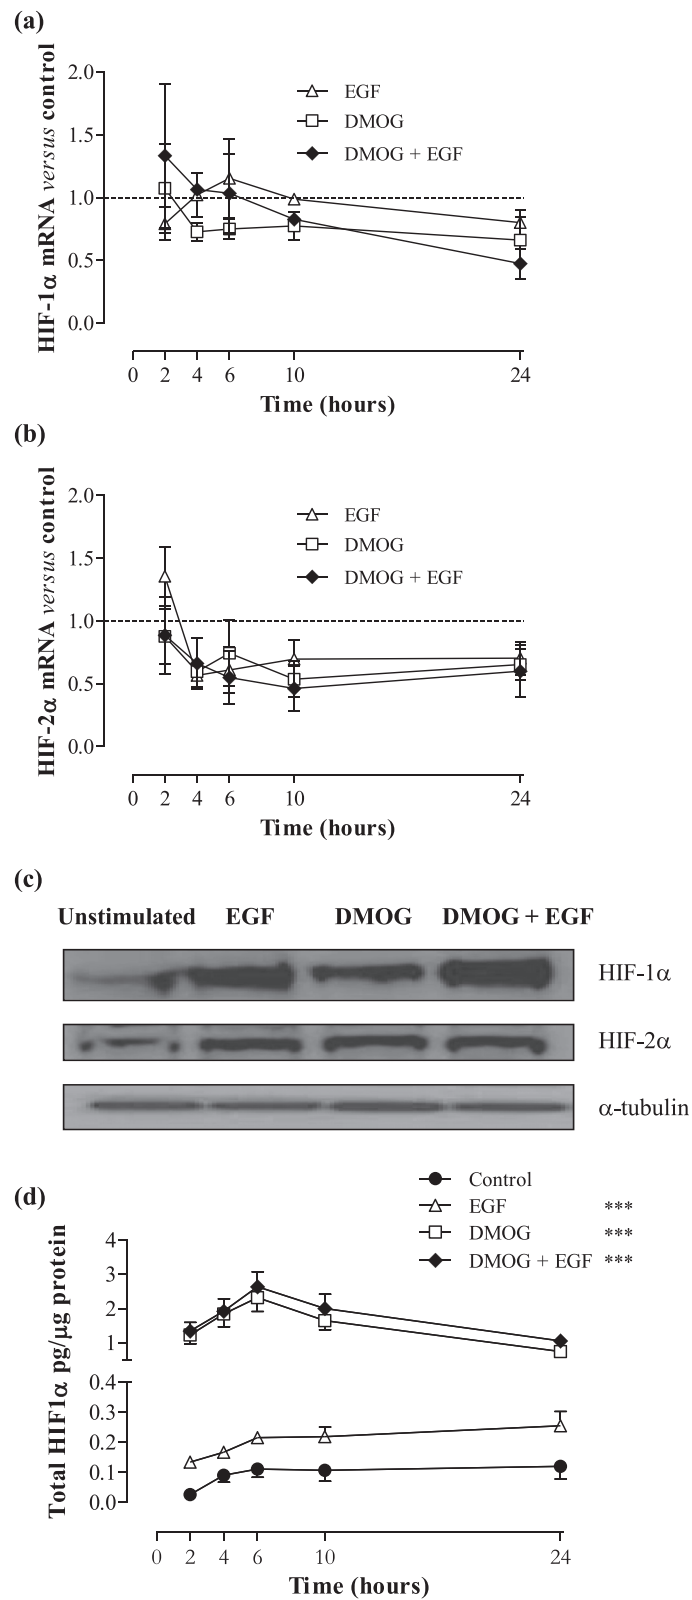 (a)
HIF-1α mRNA versus control
2.0
1.5
1.0
0.5
0.0
EGF
DMOG
DMOG + EGF
0 2 4 6 10 24
Time (hours)
(b)
HIF-2α mRNA versus control
2.0
1.5
1.0
0.5
0.0
EGF
DMOG
DMOG + EGF
0 2 4 6 10 24
Time (hours)
(c)
Unstimulated EGF DMOG DMOG + EGF
HIF-1α
HIF-2α
α-tubulin
(d)
Control
EGF ***
DMOG ***
DMOG + EGF ***
Total HIF1α pg/μg protein
4
3
2
1
0.4
0.3
0.2
0.1
0.0
0 2 4 6 10 24
Time (hours)